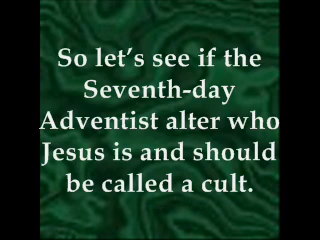 So let's see if the
Seventh-day
Adventist alter who
Jesus is and should
be called a cult.